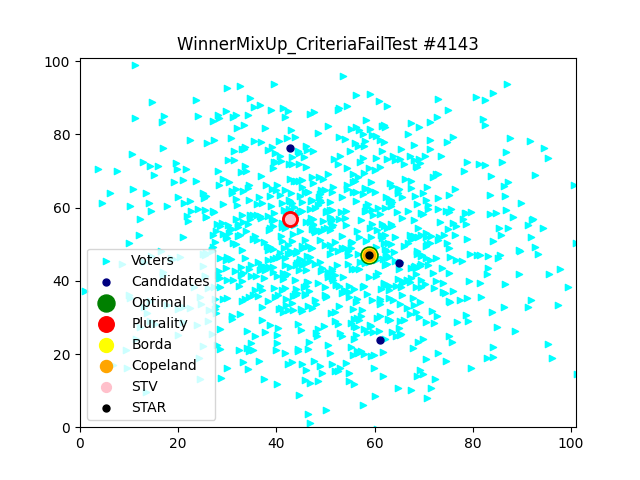 WinnerMixUp_CriteriaFailTest #4143
100
80
60
40
20
0
0
20
40
60
80
100
Voters
Candidates
Optimal
Plurality
Borda
Copeland
STV
STAR